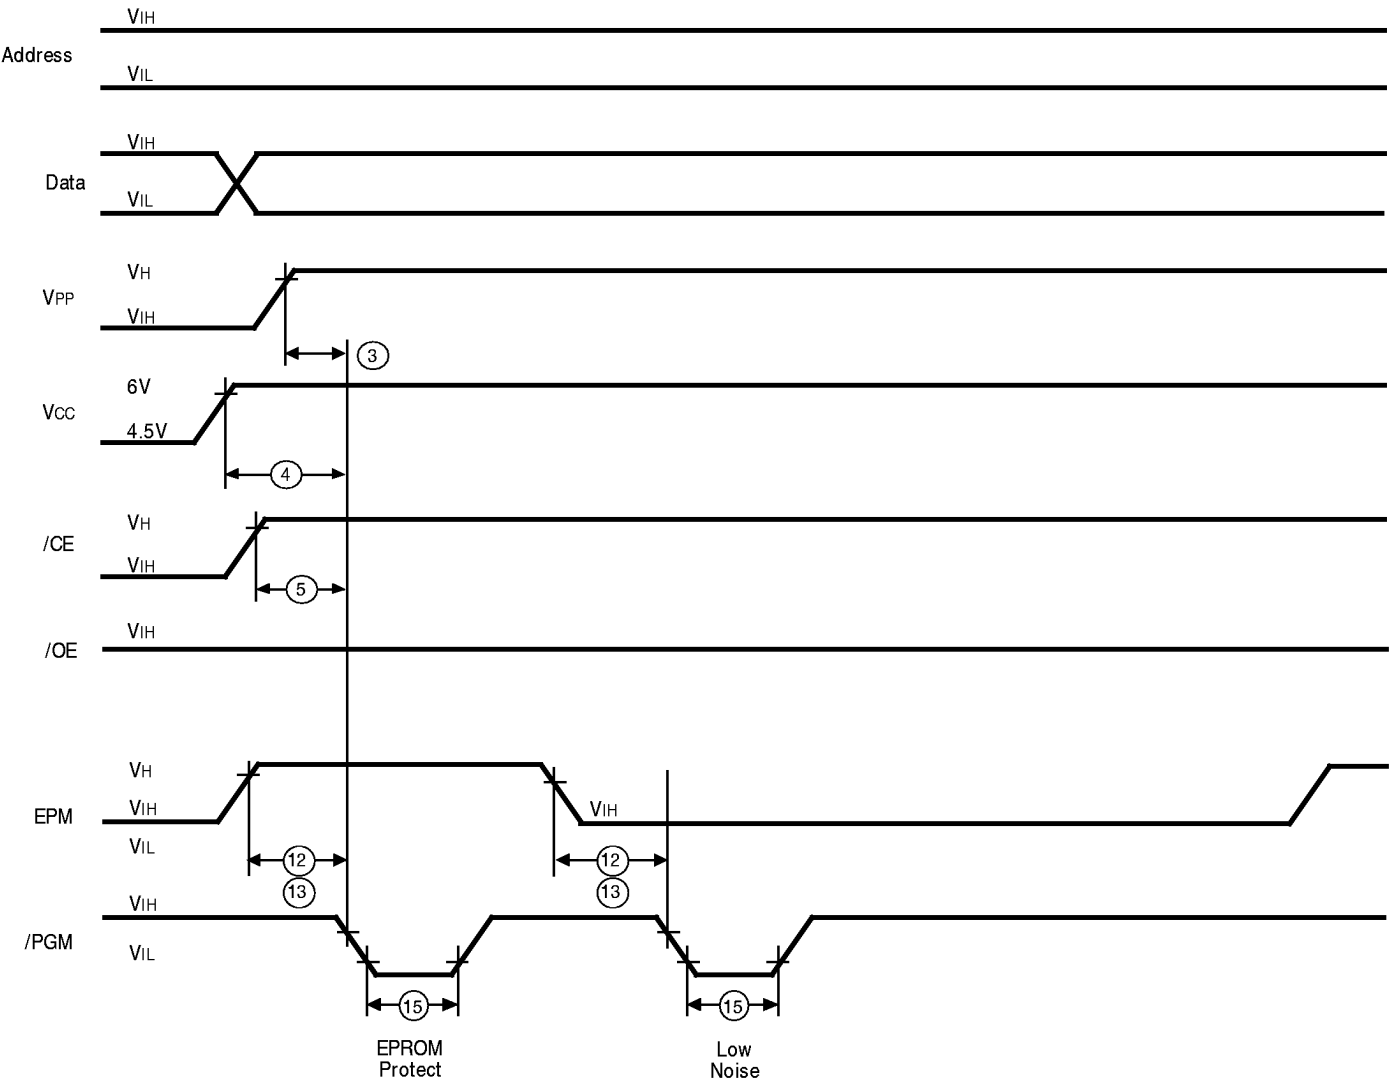 VIH
Address
VIL
VIH
Data
VIL
VH
VPP
VIH
3
6V
VCC
4.5V
4
VH
/CE
VIH
5
VIH
/OE
VH
VIH
EPM
VIH
VIL
12
12
13
13
VIH
/PGM
VIL
15
15
EPROM
Protect
Low
Noise